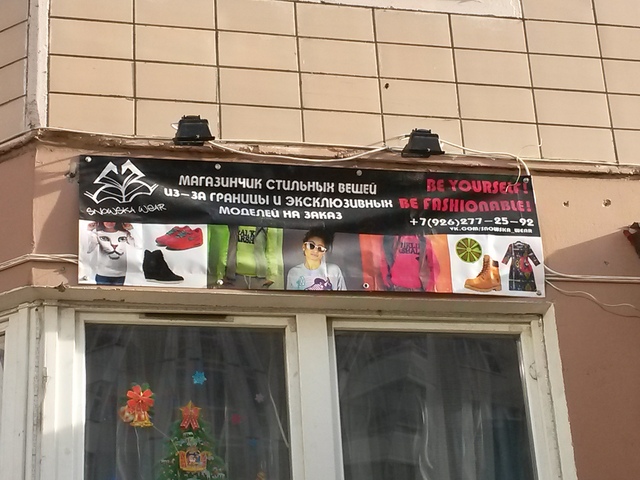 SNOWSKA WEAR
МАГАЗИНЧИК СТИЛЬНЫХ ВЕЩЕЙ
ИЗ-ЗА ГРАНИЦЫ И ЭКСКЛЮЗИВНЫХ
МОДЕЛЕЙ НА ЗАКАЗ
BE YOURSELF!
BE FASHIONABLE!
+7(926)277-25-92
VK.COM/SNOWSKA_WEAR